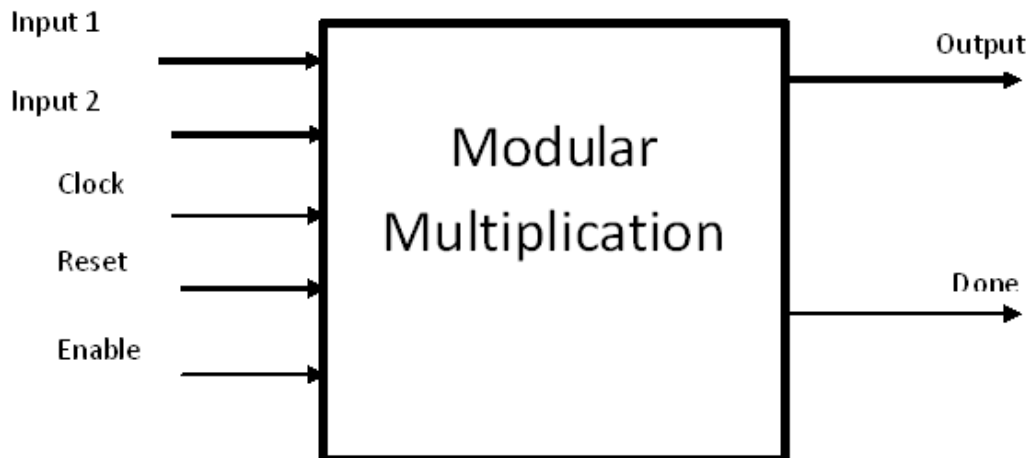 Input 1
Input 2
Clock
Reset
Enable
Modular
Multiplication
Output
Done